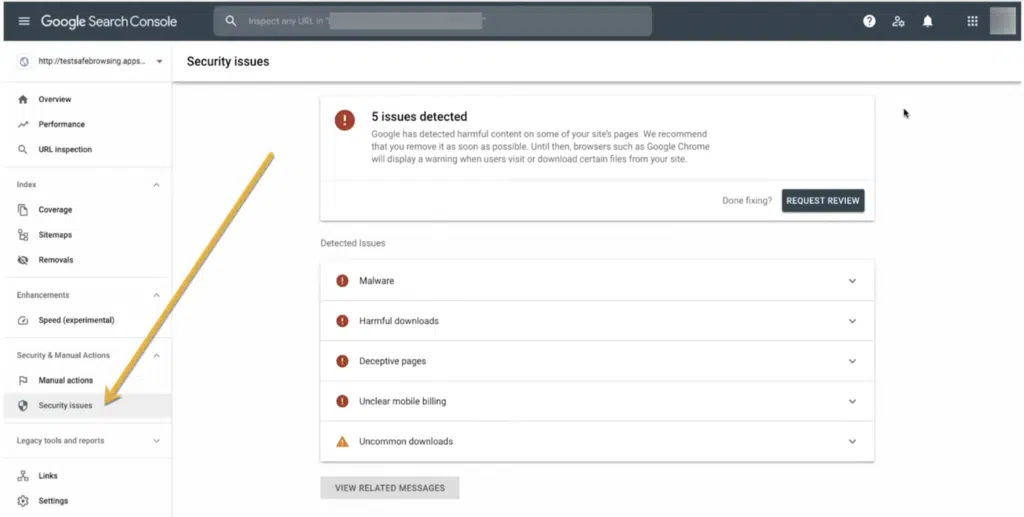 Google Search Console
Inspect any URL in "
"
http://testsafebrowsing.apps...
Security issues
Overview
Performance
URL inspection
Index
Coverage
Sitemaps
Removals
Enhancements
Speed (experimental)
Security & Manual Actions
Manual actions
Security issues
Legacy tools and reports
Links
Settings
5 issues detected
Google has detected harmful content on some of your site's pages. We recommend
that you remove it as soon as possible. Until then, browsers such as Google Chrome
will display a warning when users visit or download certain files from your site.
Done fixing?
REQUEST REVIEW
Detected Issues
Malware
Harmful downloads
Deceptive pages
Unclear mobile billing
Uncommon downloads
VIEW RELATED MESSAGES